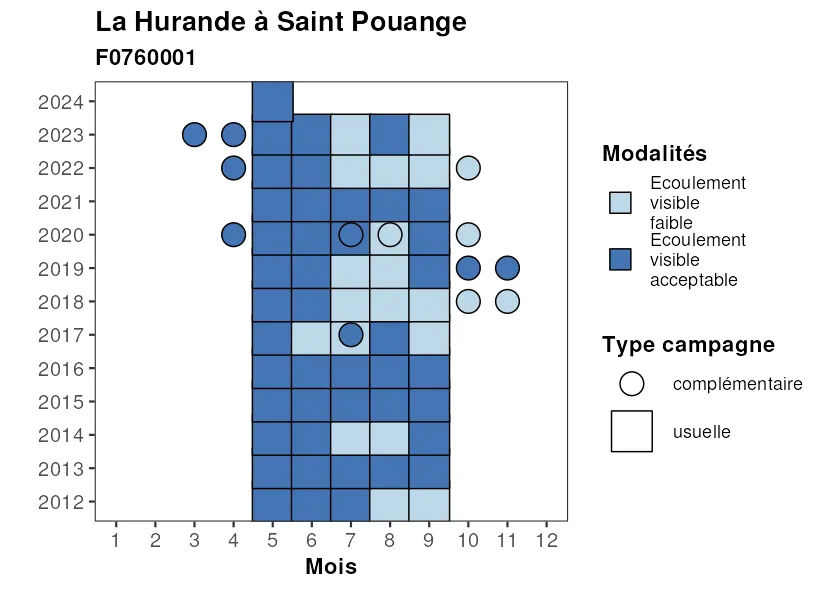 La Hurande à Saint Pouange
F0760001
2024
2023
2022
2021
2020
2019
2018
2017
2016
2015
2014
2013
2012
1 2 3 4 5 6 7 8 9 10 11 12
Mois
Modalités
Ecoulement
visible
faible
Ecoulement
visible
acceptable
Type campagne
complémentaire
usuelle